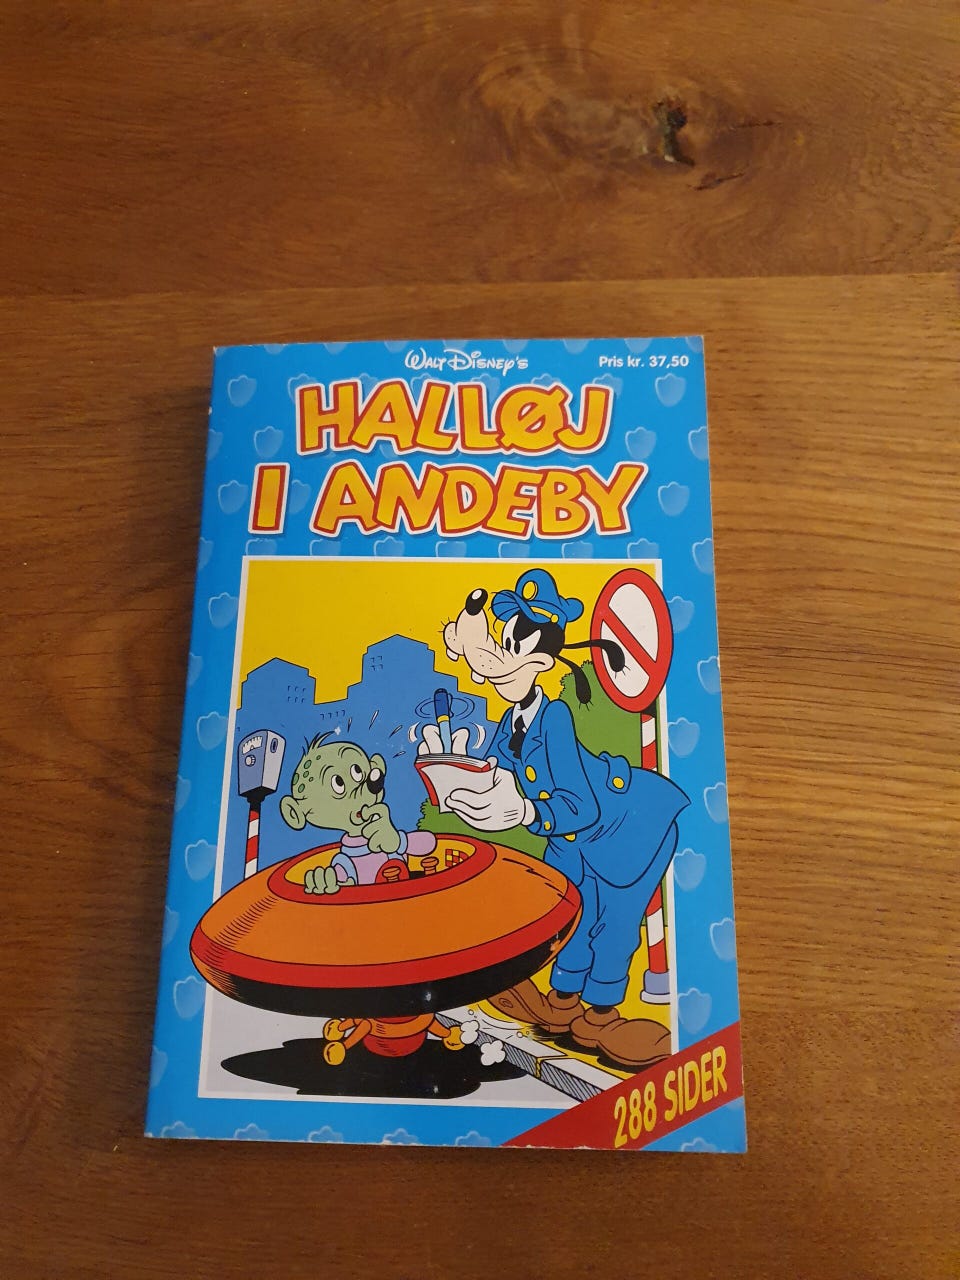 Walt Disney's
Pris kr. 37,50
HALLØJ
I ANDEBY
288 SIDER